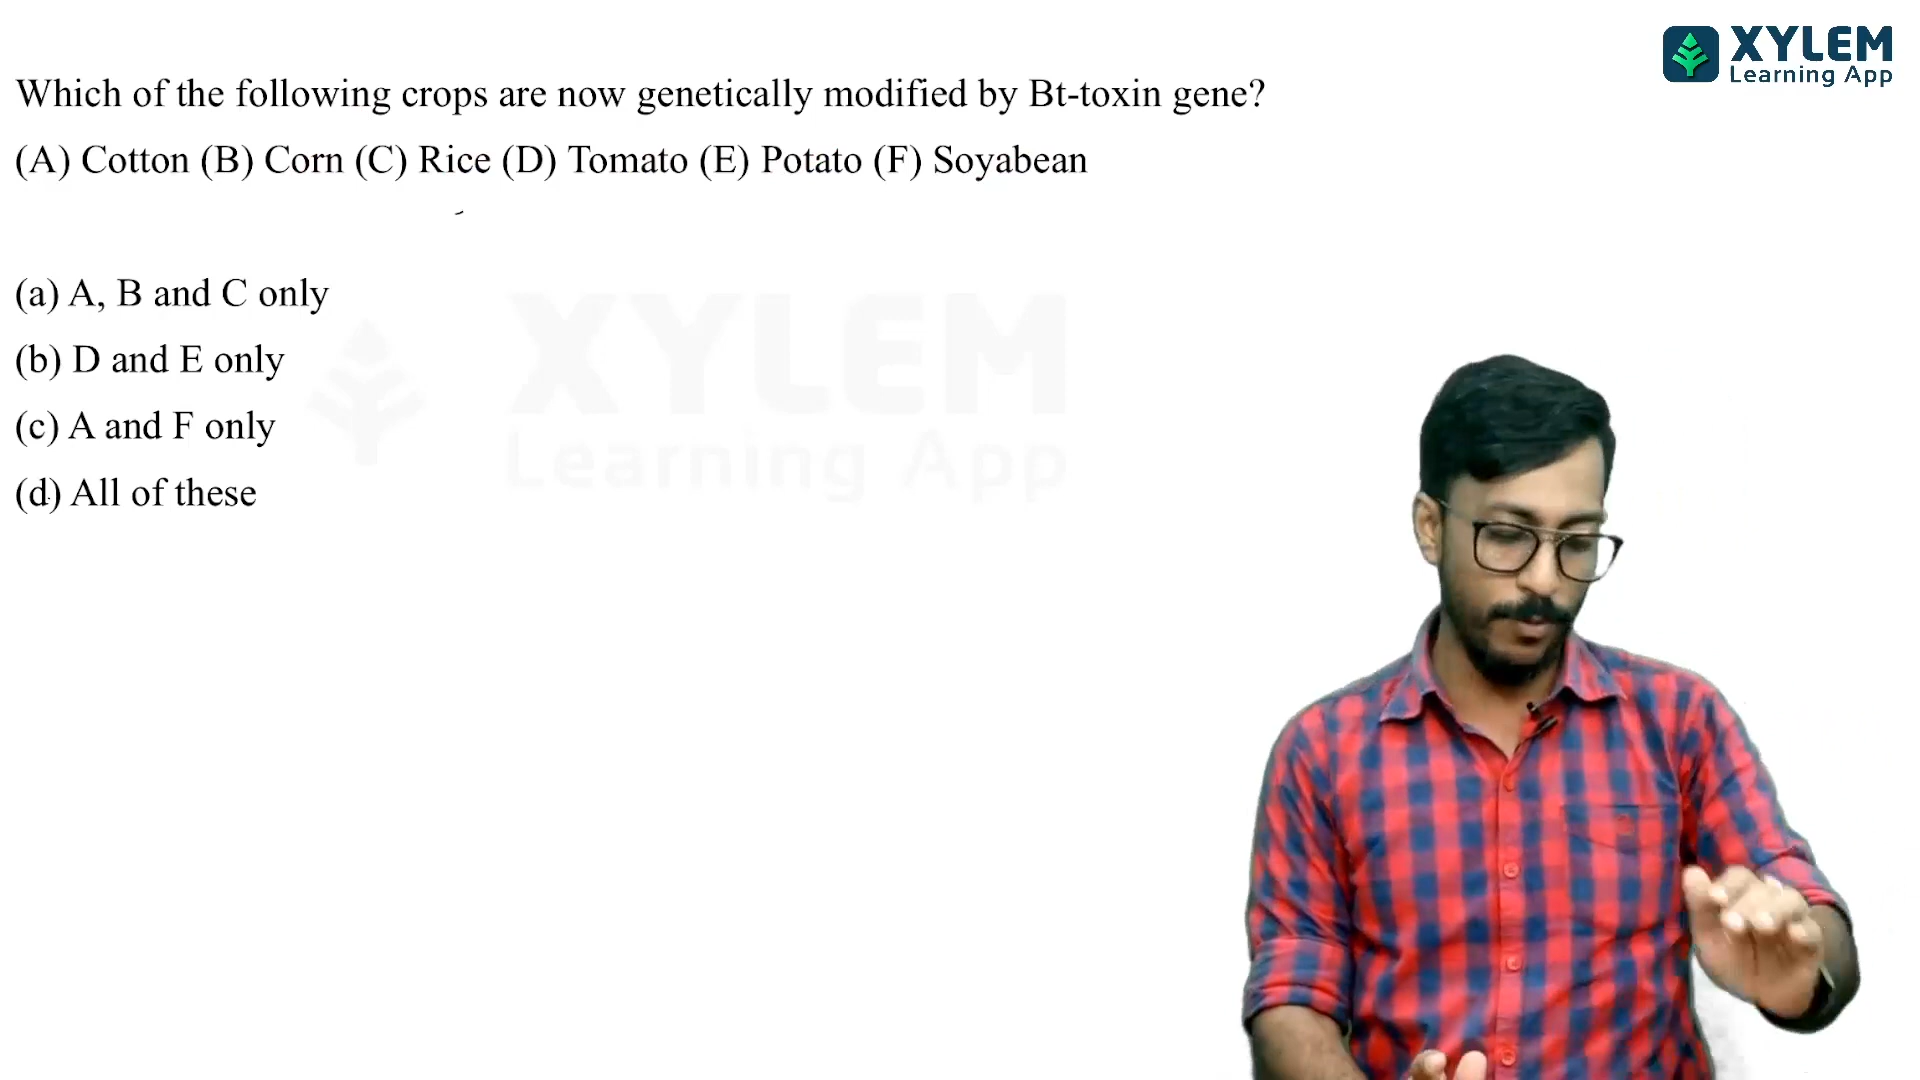 XYLEM
Learning App
Which of the following crops are now genetically modified by Bt-toxin gene?
(A) Cotton (B) Corn (C) Rice (D) Tomato (E) Potato (F) Soyabean
(a) A, B and C only
(b) D and E only
(c) A and F only
(d) All of these
XYLEM
Learning App